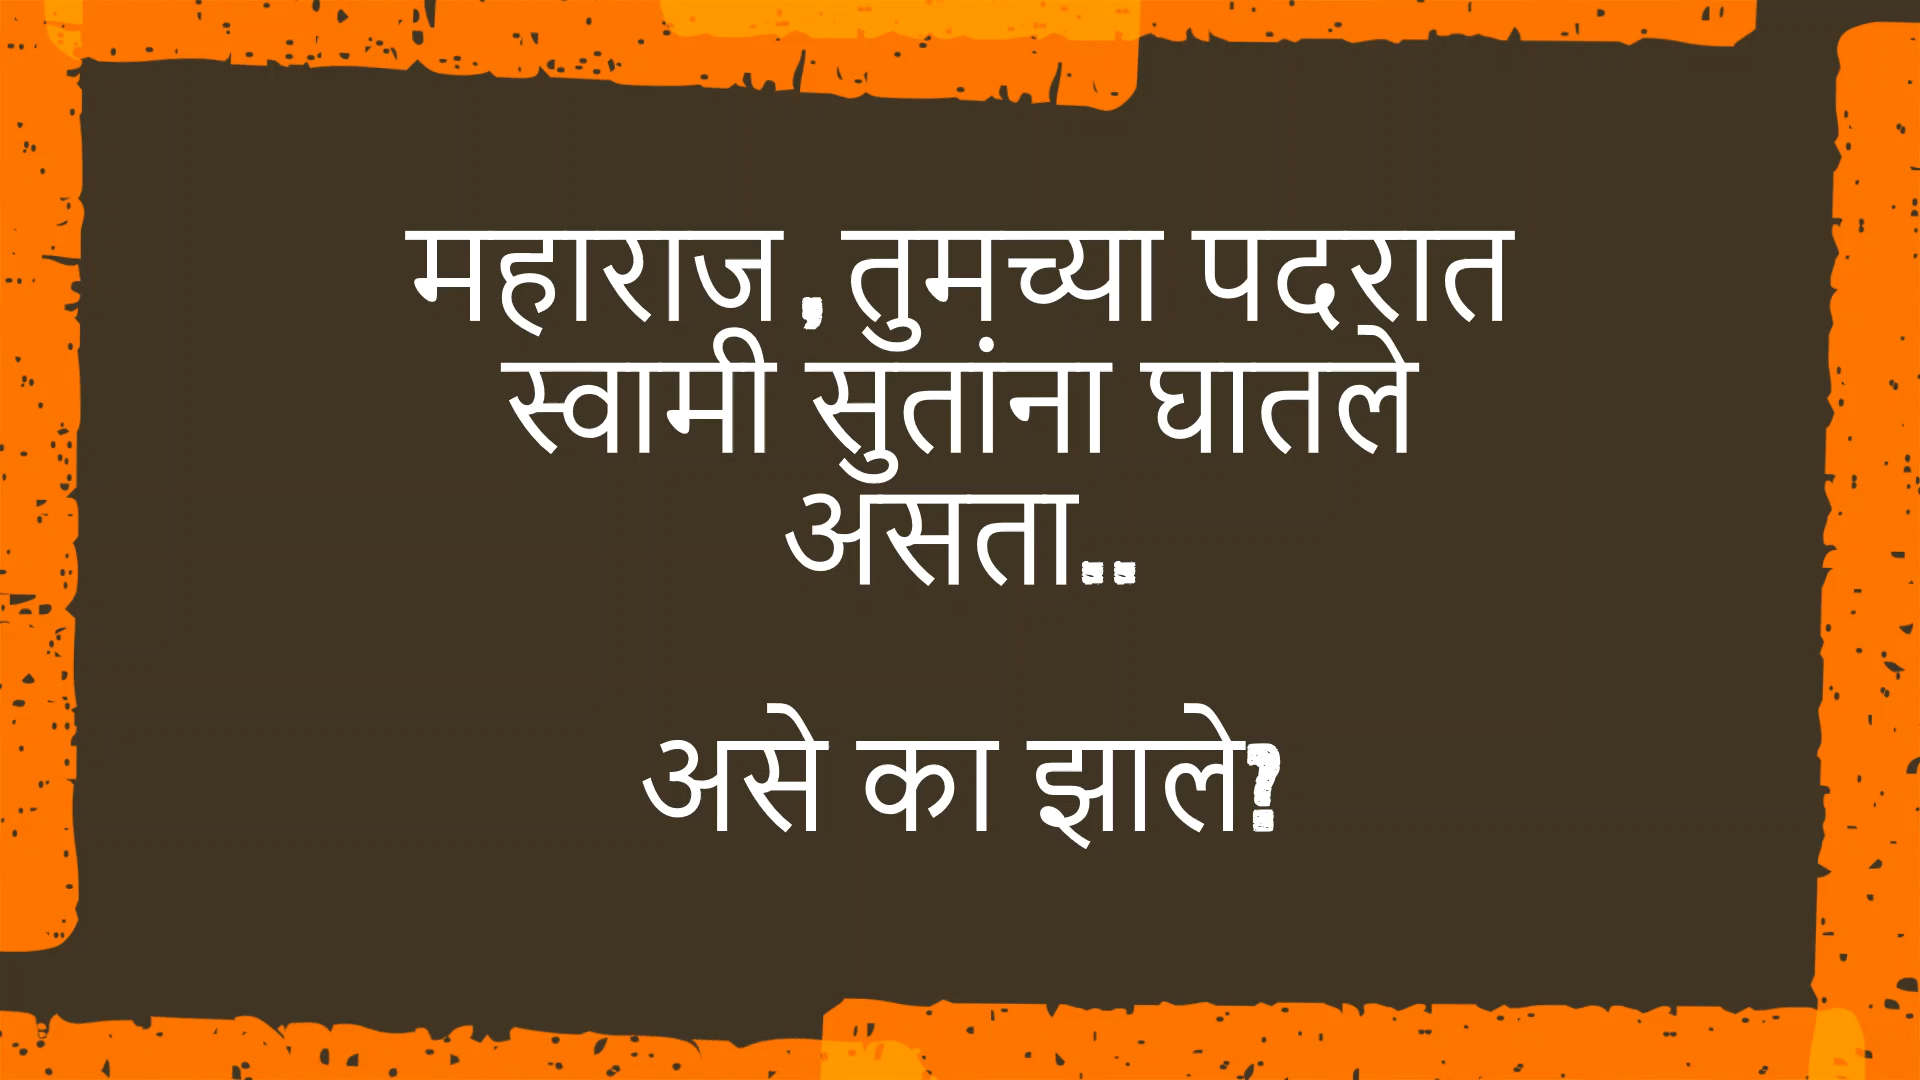 महाराज,तुमच्या पदरात
स्वामी सुतांना घातले
असता..
असे का झाले?